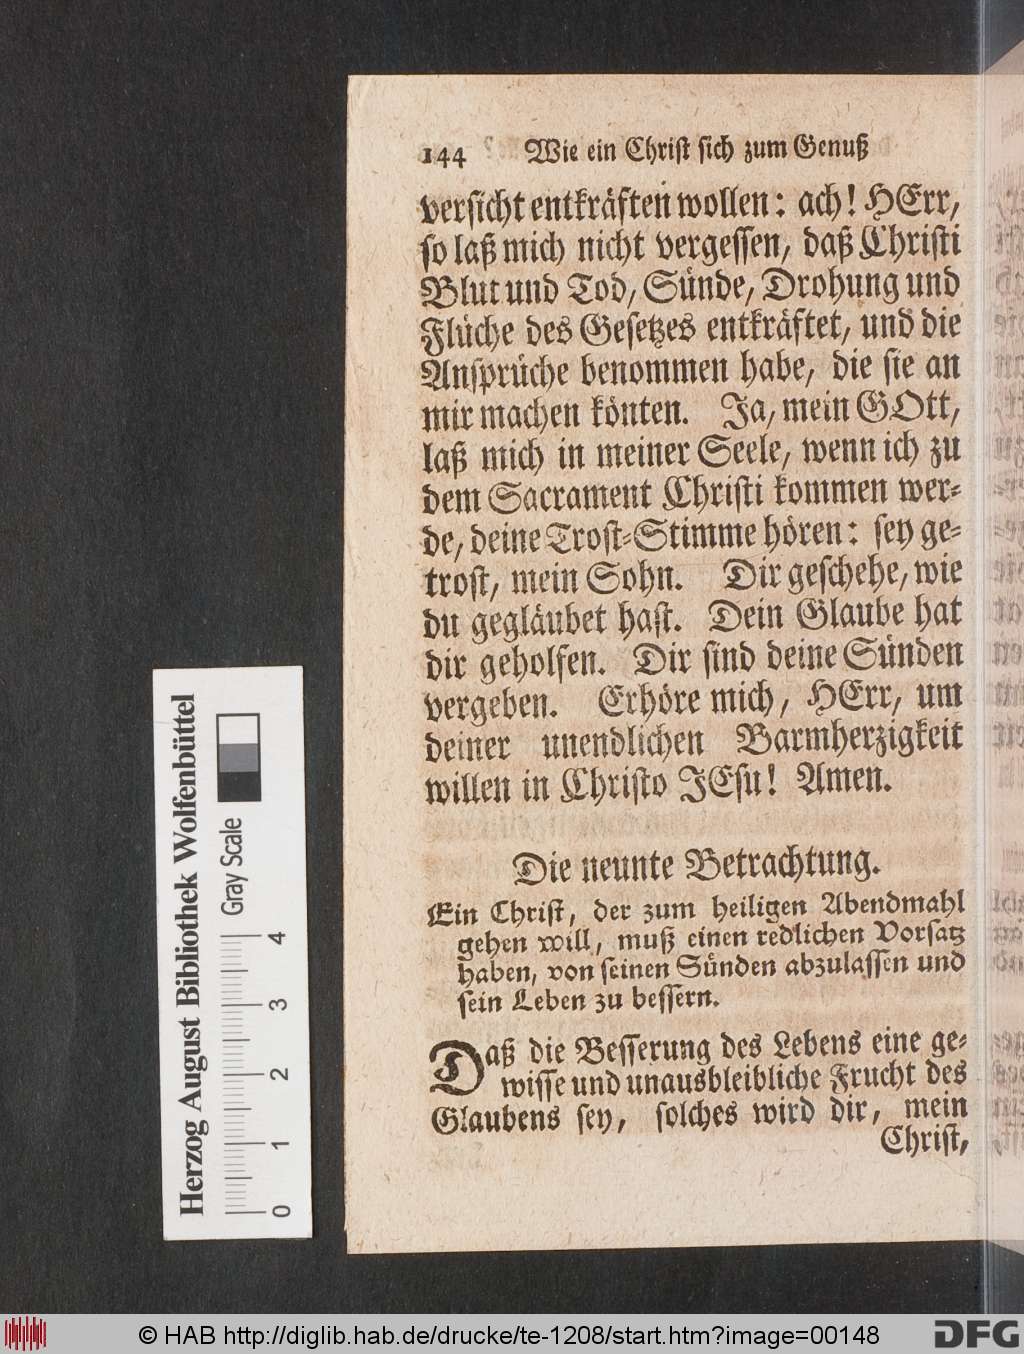 144 Wie ein Christ sich zum Genuß
versicht entkräften wollen: ach! HErr,
so laß mich nicht vergessen, daß Christi
Blut und Tod, Sünde, Drohung und
Flüche des Gesetzes entkräftet, und die
Ansprüche benommen habe, die sie an
mir machen könten. Ja, mein GOtt,
laß mich in meiner Seele, wenn ich zu
dem Sacrament Christi kommen wer-
de, deine Trost-Stimme hören: sey ge-
trost, mein Sohn. Dir geschehe, wie
du gegläubet hast. Dein Glaube hat
dir geholfen. Dir sind deine Sünden
vergeben. Erhöre mich, HErr, um
deiner unendlichen Barmherzigkeit
willen in Christo JEsu! Amen.
Die neunte Betrachtung.
Ein Christ, der zum heiligen Abendmahl
gehen will, muß einen redlichen Vorsatz
haben, von seinen Sünden abzulassen und
sein Leben zu bessern.
Daß die Besserung des Lebens eine ge-
wisse und unausbleibliche Frucht des
Glaubens sey, solches wird dir, mein
Christ,
Herzog August Bibliothek Wolfenbüttel
Gray Scale
0 1 2 3 4
© HAB http://diglib.hab.de/drucke/te-1208/start.htm?image=00148
DFG